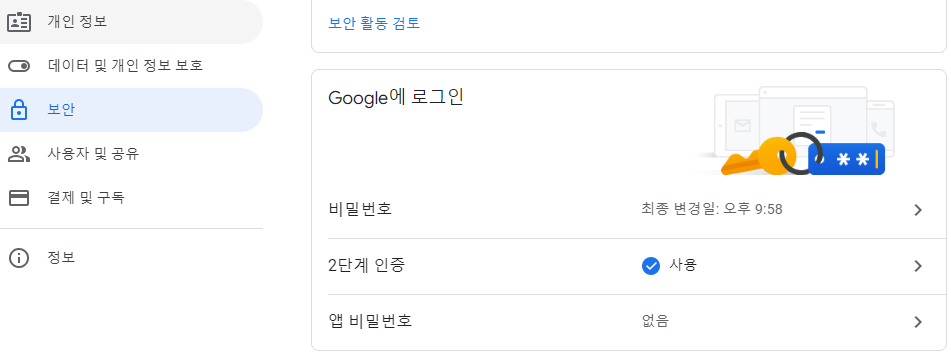 개인 정보
데이터 및 개인 정보 보호
보안
사용자 및 공유
결제 및 구독
정보
보안 활동 검토
Google에 로그인
**
비밀번호 최종 변경일: 오후 9:58
2단계 인증 사용
앱 비밀번호 없음